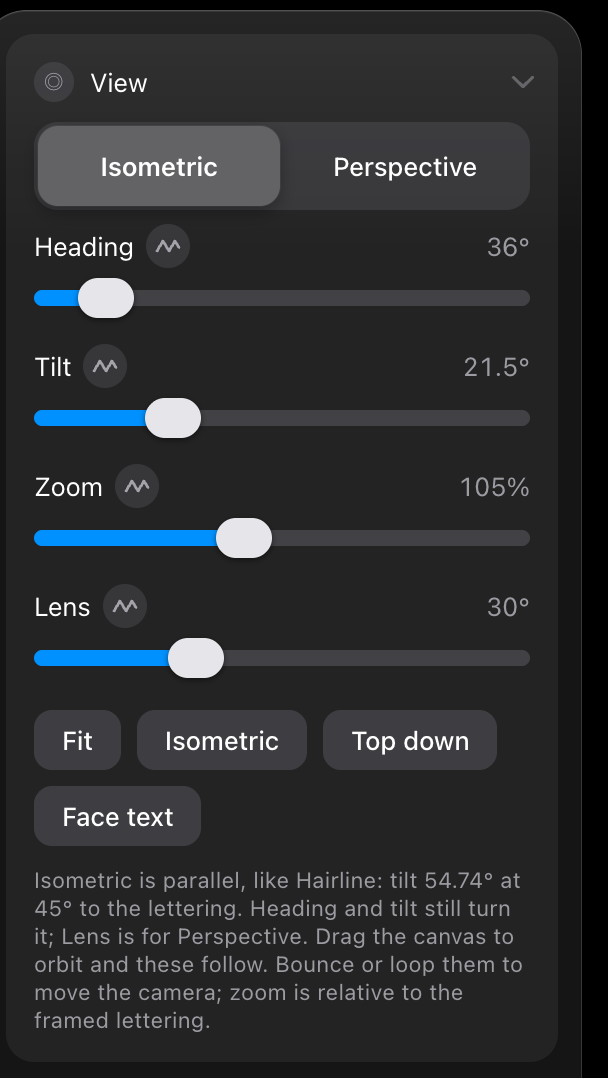 View
Isometric
Perspective
Heading
36°
Tilt
21.5°
Zoom
105%
Lens
30°
Fit
Isometric
Top down
Face text
Isometric is parallel, like Hairline: tilt 54.74° at
45° to the lettering. Heading and tilt still turn
it; Lens is for Perspective. Drag the canvas to
orbit and these follow. Bounce or loop them to
move the camera; zoom is relative to the
framed lettering.